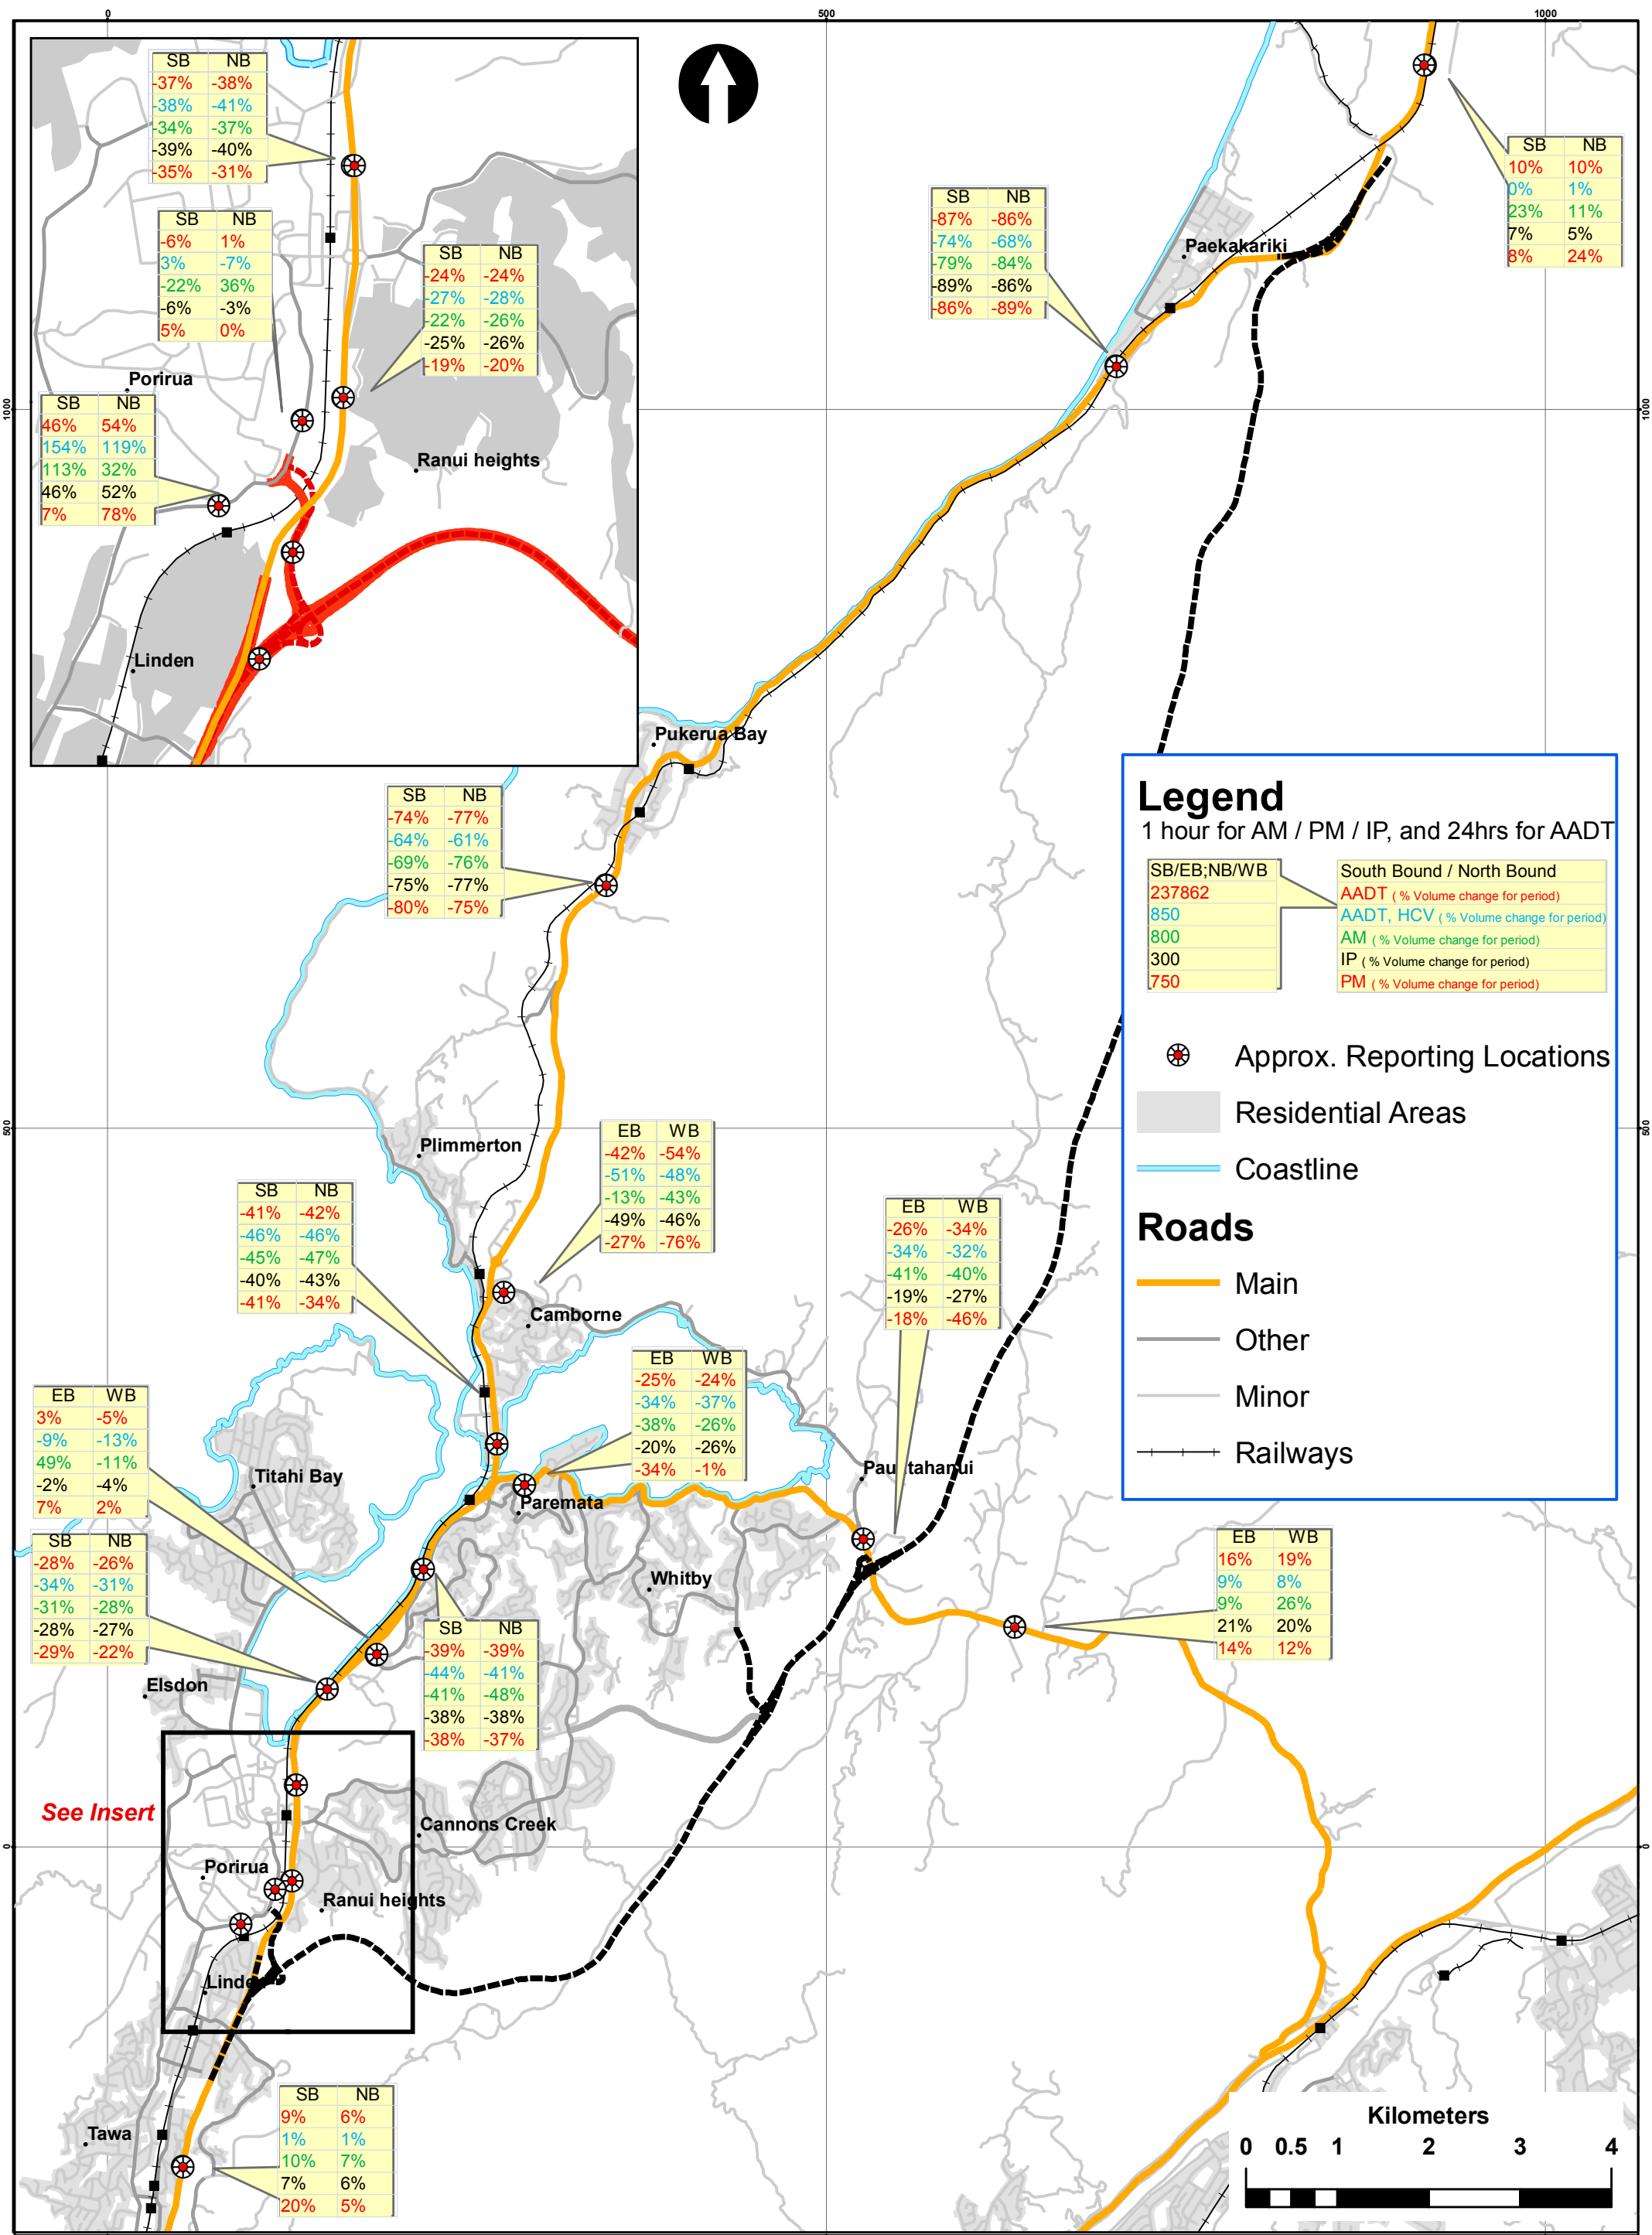 0 500 1000
SB NB
-37% -38%
-38% -41%
-34% -37%
-39% -40%
-35% -31%
SB NB
10% 10%
0% 1%
23% 11%
7% 5%
8% 24%
SB NB
-87% -86%
-74% -68%
-79% -84%
-89% -86%
-86% -89%
Paekakariki
SB NB
-6% 1%
3% -7%
-22% 36%
-6% -3%
5% 0%
SB NB
-24% -24%
-27% -28%
-22% -26%
-25% -26%
-19% -20%
Porirua
SB NB
46% 54%
154% 119%
113% 32%
46% 52%
7% 78%
1000 1000
Ranui heights
Linden
Pukerua Bay
SB NB
-74% -77%
-64% -61%
-69% -76%
-75% -77%
-80% -75%
Legend
1 hour for AM / PM / IP, and 24hrs for AADT
SB/EB;NB/WB
237862
850
800
300
750
South Bound / North Bound
AADT ( % Volume change for period)
AADT, HCV ( % Volume change for period)
AM ( % Volume change for period)
IP ( % Volume change for period)
PM ( % Volume change for period)
Approx. Reporting Locations
Residential Areas
Coastline
Roads
Main
Other
Minor
Railways
500 500
Plimmerton
EB WB
-42% -54%
-51% -48%
-13% -43%
-49% -46%
-27% -76%
SB NB
-41% -42%
-46% -46%
-45% -47%
-40% -43%
-41% -34%
EB WB
-26% -34%
-34% -32%
-41% -40%
-19% -27%
-18% -46%
Camborne
EB WB
-25% -24%
-34% -37%
-38% -26%
-20% -26%
-34% -1%
EB WB
3% -5%
-9% -13%
49% -11%
-2% -4%
7% 2%
Titahi Bay
Pauatahanui
Paremata
SB NB
-28% -26%
-34% -31%
-31% -28%
-28% -27%
-29% -22%
Whitby
EB WB
16% 19%
9% 8%
9% 26%
21% 20%
14% 12%
SB NB
-39% -39%
-44% -41%
-41% -48%
-38% -38%
-38% -37%
Elsdon
See Insert
Cannons Creek
0 0
Porirua
Ranui heights
Linden
Tawa
SB NB
9% 6%
1% 1%
10% 7%
7% 6%
20% 5%
Kilometers
0 0.5 1 2 3 4